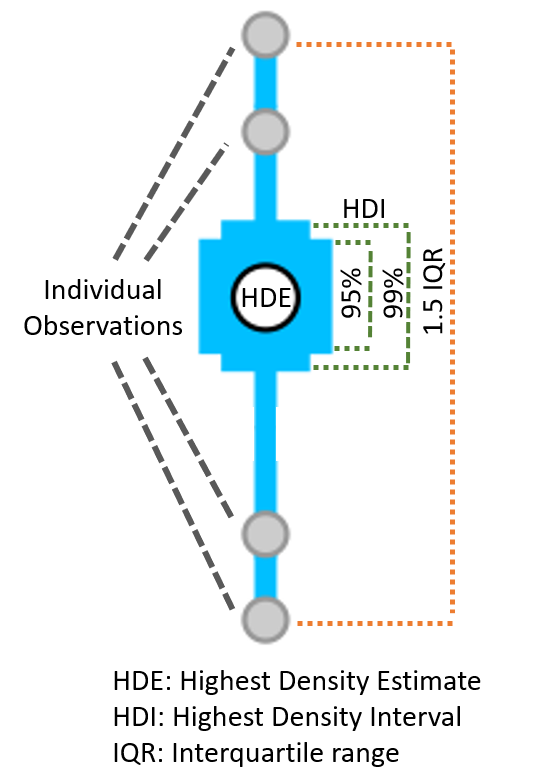 HDI
95%
99%
1.5 IQR
HDE
Individual
Observations
HDE: Highest Density Estimate
HDI: Highest Density Interval
IQR: Interquartile range